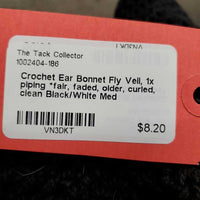 The Tack Collector
1002404-186
Crochet Ear Bonnet Fly Veil, 1x
piping *fair, faded, older, curled,
clean Black/White Med
VN3DKT
$8.20